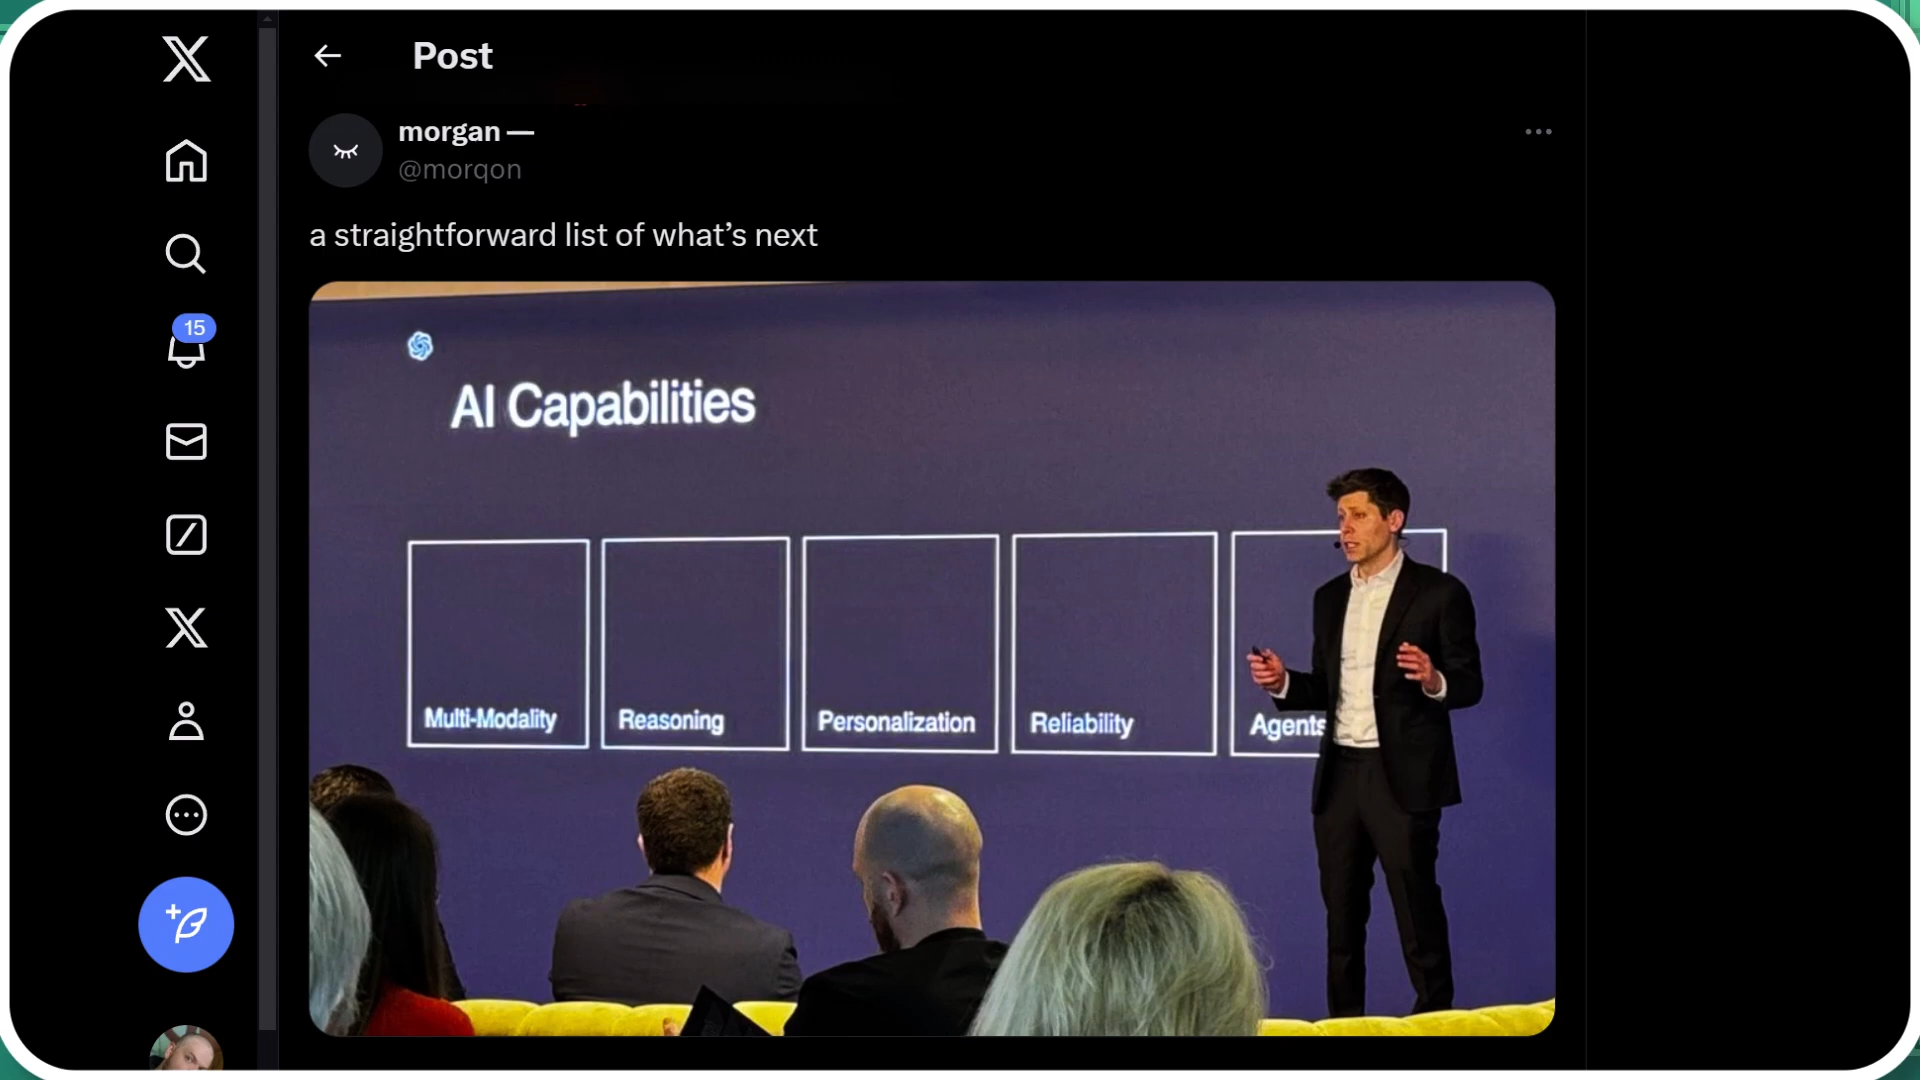 Post
morgan —
@morqon
15
a straightforward list of what’s next
AI Capabilities
Multi-Modality
Reasoning
Personalization
Reliability
Agents